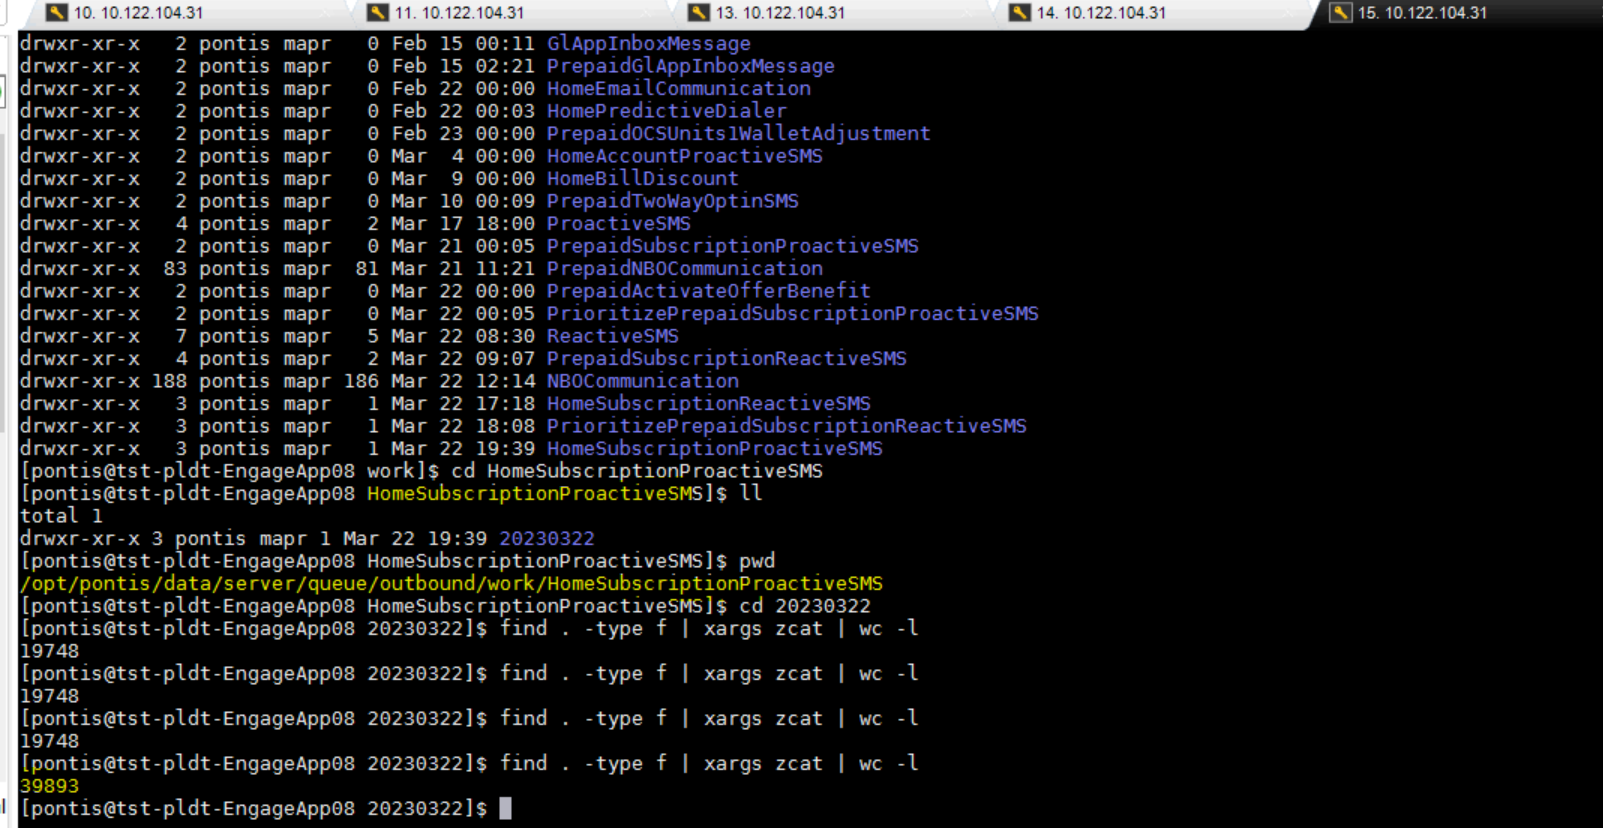 10. 10.122.104.31 11. 10.122.104.31 13. 10.122.104.31 14. 10.122.104.31 15. 10.122.104.31
drwxr-xr-x   2 pontis mapr   0 Feb 15 00:11 GlAppInboxMessage
drwxr-xr-x   2 pontis mapr   0 Feb 15 02:21 PrepaidGlAppInboxMessage
drwxr-xr-x   2 pontis mapr   0 Feb 22 00:00 HomeEmailCommunication
drwxr-xr-x   2 pontis mapr   0 Feb 22 00:03 HomePredictiveDialer
drwxr-xr-x   2 pontis mapr   0 Feb 23 00:00 PrepaidOCSUnits1WalletAdjustment
drwxr-xr-x   2 pontis mapr   0 Mar  4 00:00 HomeAccountProactiveSMS
drwxr-xr-x   2 pontis mapr   0 Mar  9 00:00 HomeBillDiscount
drwxr-xr-x   2 pontis mapr   0 Mar 10 00:09 PrepaidTwoWayOptinSMS
drwxr-xr-x   4 pontis mapr   2 Mar 17 18:00 ProactiveSMS
drwxr-xr-x   2 pontis mapr   0 Mar 21 00:05 PrepaidSubscriptionProactiveSMS
drwxr-xr-x  83 pontis mapr  81 Mar 21 11:21 PrepaidNBOCommunication
drwxr-xr-x   2 pontis mapr   0 Mar 22 00:00 PrepaidActivateOfferBenefit
drwxr-xr-x   2 pontis mapr   0 Mar 22 00:05 PrioritizePrepaidSubscriptionProactiveSMS
drwxr-xr-x   7 pontis mapr   5 Mar 22 08:30 ReactiveSMS
drwxr-xr-x   4 pontis mapr   2 Mar 22 09:07 PrepaidSubscriptionReactiveSMS
drwxr-xr-x 188 pontis mapr 186 Mar 22 12:14 NBOCommunication
drwxr-xr-x   3 pontis mapr   1 Mar 22 17:18 HomeSubscriptionReactiveSMS
drwxr-xr-x   3 pontis mapr   1 Mar 22 18:08 PrioritizePrepaidSubscriptionReactiveSMS
drwxr-xr-x   3 pontis mapr   1 Mar 22 19:39 HomeSubscriptionProactiveSMS
[pontis@tst-pldt-EngageApp08 work]$ cd HomeSubscriptionProactiveSMS
[pontis@tst-pldt-EngageApp08 HomeSubscriptionProactiveSMS]$ ll
total 1
drwxr-xr-x 3 pontis mapr 1 Mar 22 19:39 20230322
[pontis@tst-pldt-EngageApp08 HomeSubscriptionProactiveSMS]$ pwd
/opt/pontis/data/server/queue/outbound/work/HomeSubscriptionProactiveSMS
[pontis@tst-pldt-EngageApp08 HomeSubscriptionProactiveSMS]$ cd 20230322
[pontis@tst-pldt-EngageApp08 20230322]$ find . -type f | xargs zcat | wc -l
19748
[pontis@tst-pldt-EngageApp08 20230322]$ find . -type f | xargs zcat | wc -l
19748
[pontis@tst-pldt-EngageApp08 20230322]$ find . -type f | xargs zcat | wc -l
19748
[pontis@tst-pldt-EngageApp08 20230322]$ find . -type f | xargs zcat | wc -l
39893
[pontis@tst-pldt-EngageApp08 20230322]$